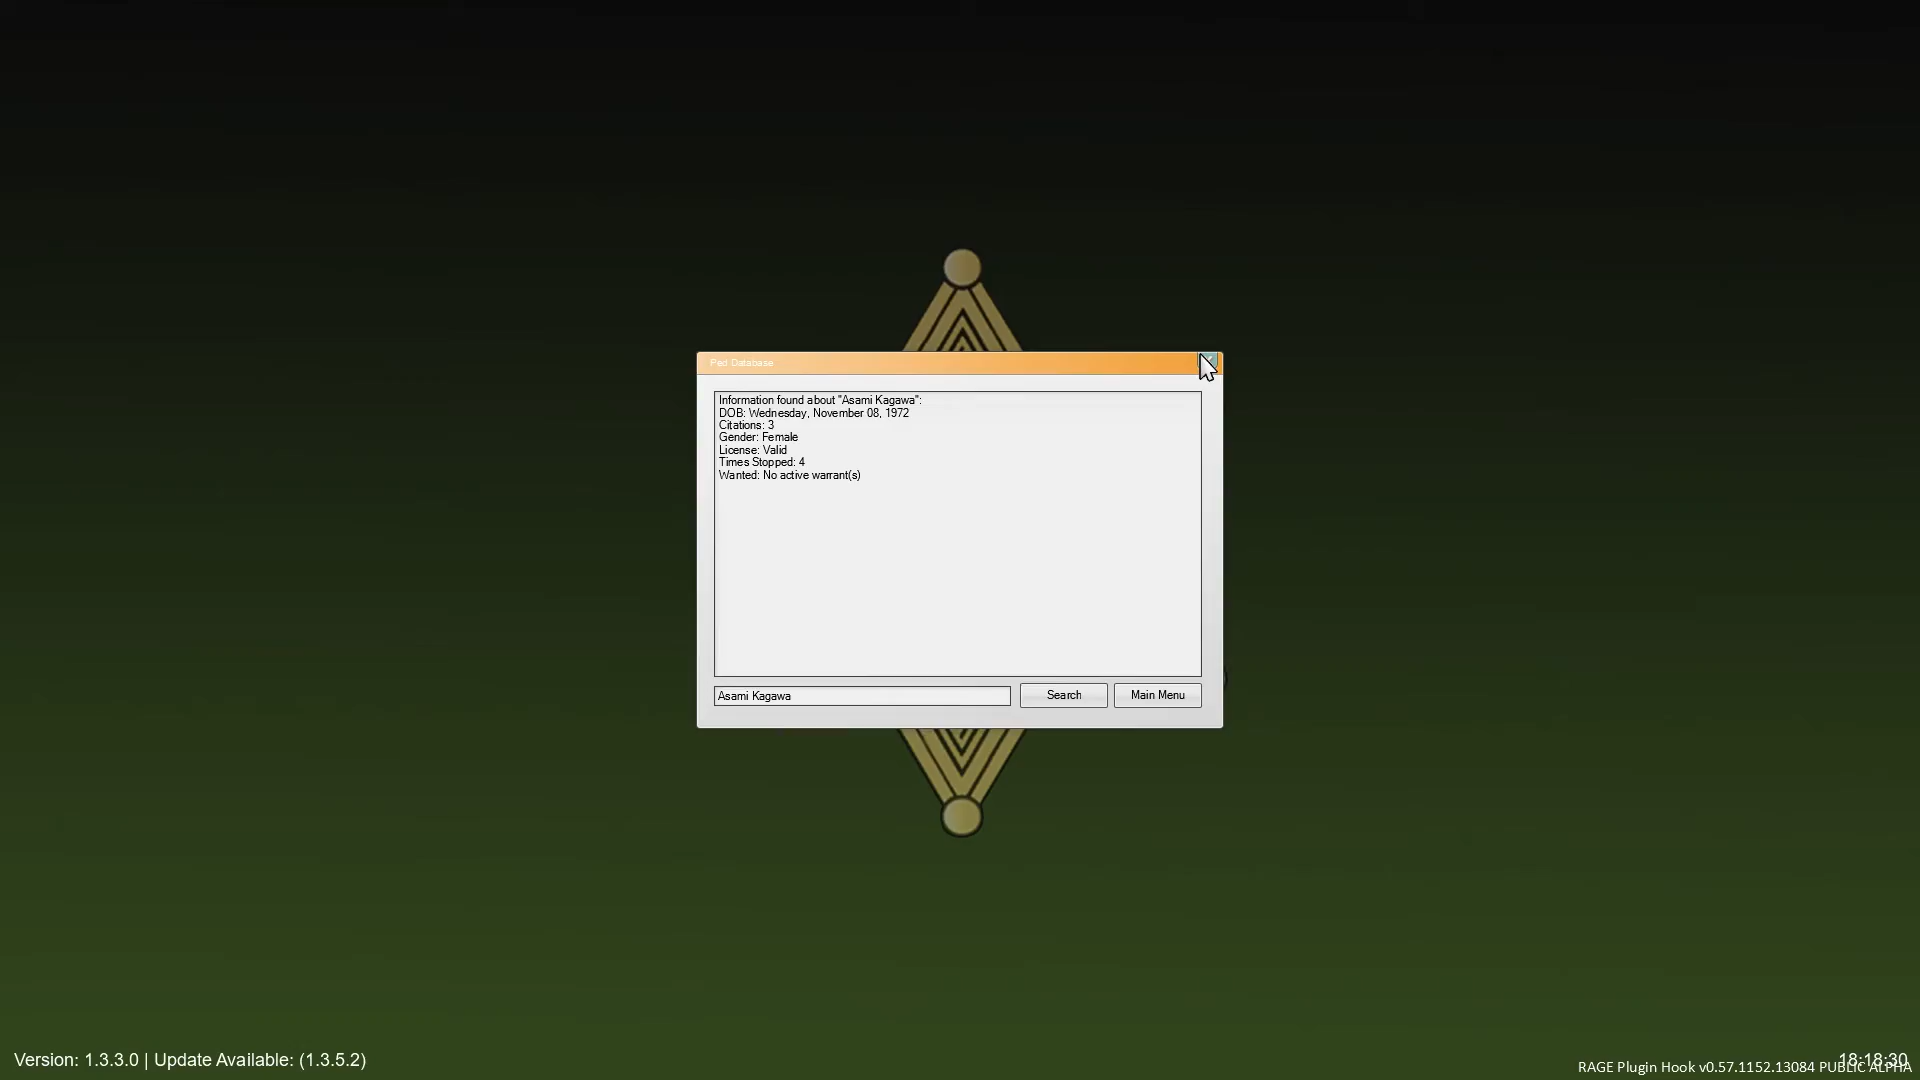 Ped Database
Information found about "Asami Kagawa":
DOB: Wednesday, November 08, 1972
Citations: 3
Gender: Female
License: Valid
Times Stopped: 4
Wanted: No active warrant(s)
Asami Kagawa
Search
Main Menu
Version: 1.3.3.0 | Update Available: (1.3.5.2)
18:18:30
RAGE Plugin Hook v0.57.1152.13084 PUBLIC ALPHA